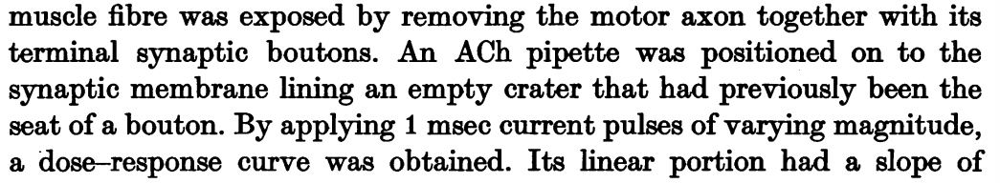 muscle fibre was exposed by removing the motor axon together with its
terminal synaptic boutons. An ACh pipette was positioned on to the
synaptic membrane lining an empty crater that had previously been the
seat of a bouton. By applying 1 msec current pulses of varying magnitude,
a dose–response curve was obtained. Its linear portion had a slope of